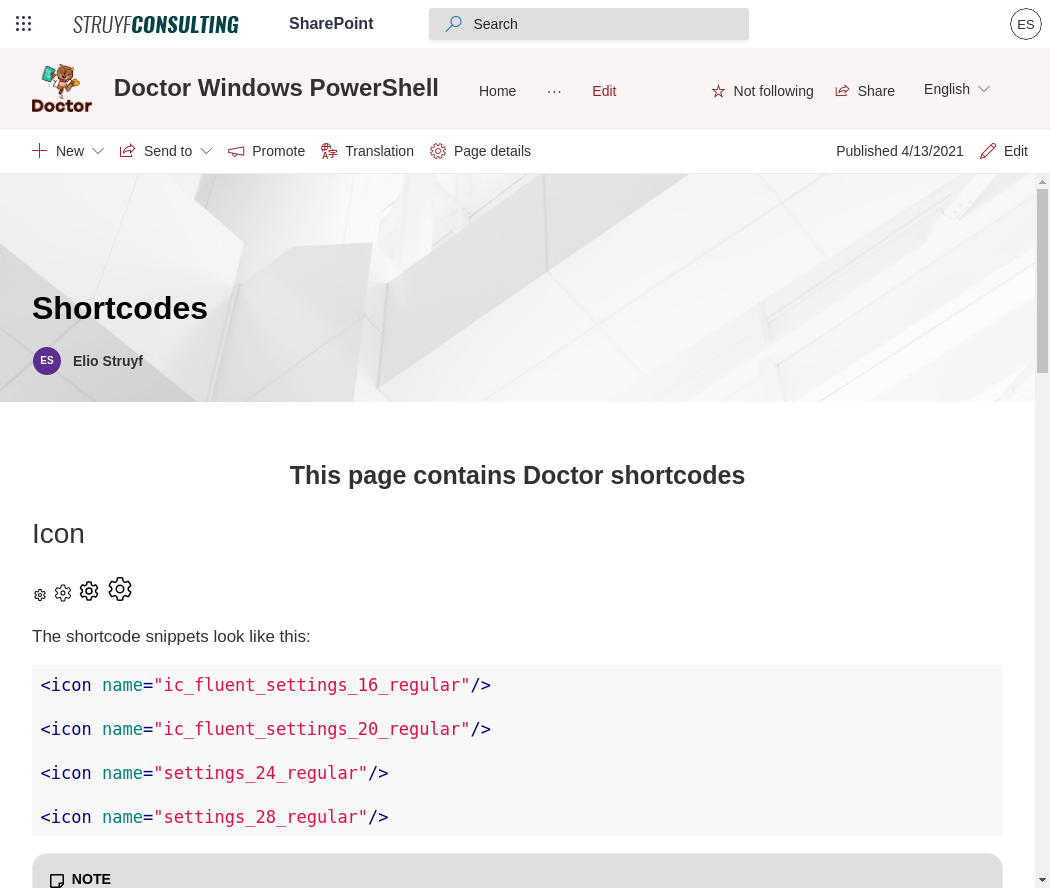 STRUYFCONSULTING SharePoint Search ES
Doctor Doctor Windows PowerShell Home ... Edit Not following Share English
New Send to Promote Translation Page details Published 4/13/2021 Edit
Shortcodes
ES Elio Struyf
This page contains Doctor shortcodes
Icon
The shortcode snippets look like this:
<icon name="ic_fluent_settings_16_regular"/>
<icon name="ic_fluent_settings_20_regular"/>
<icon name="settings_24_regular"/>
<icon name="settings_28_regular"/>
NOTE